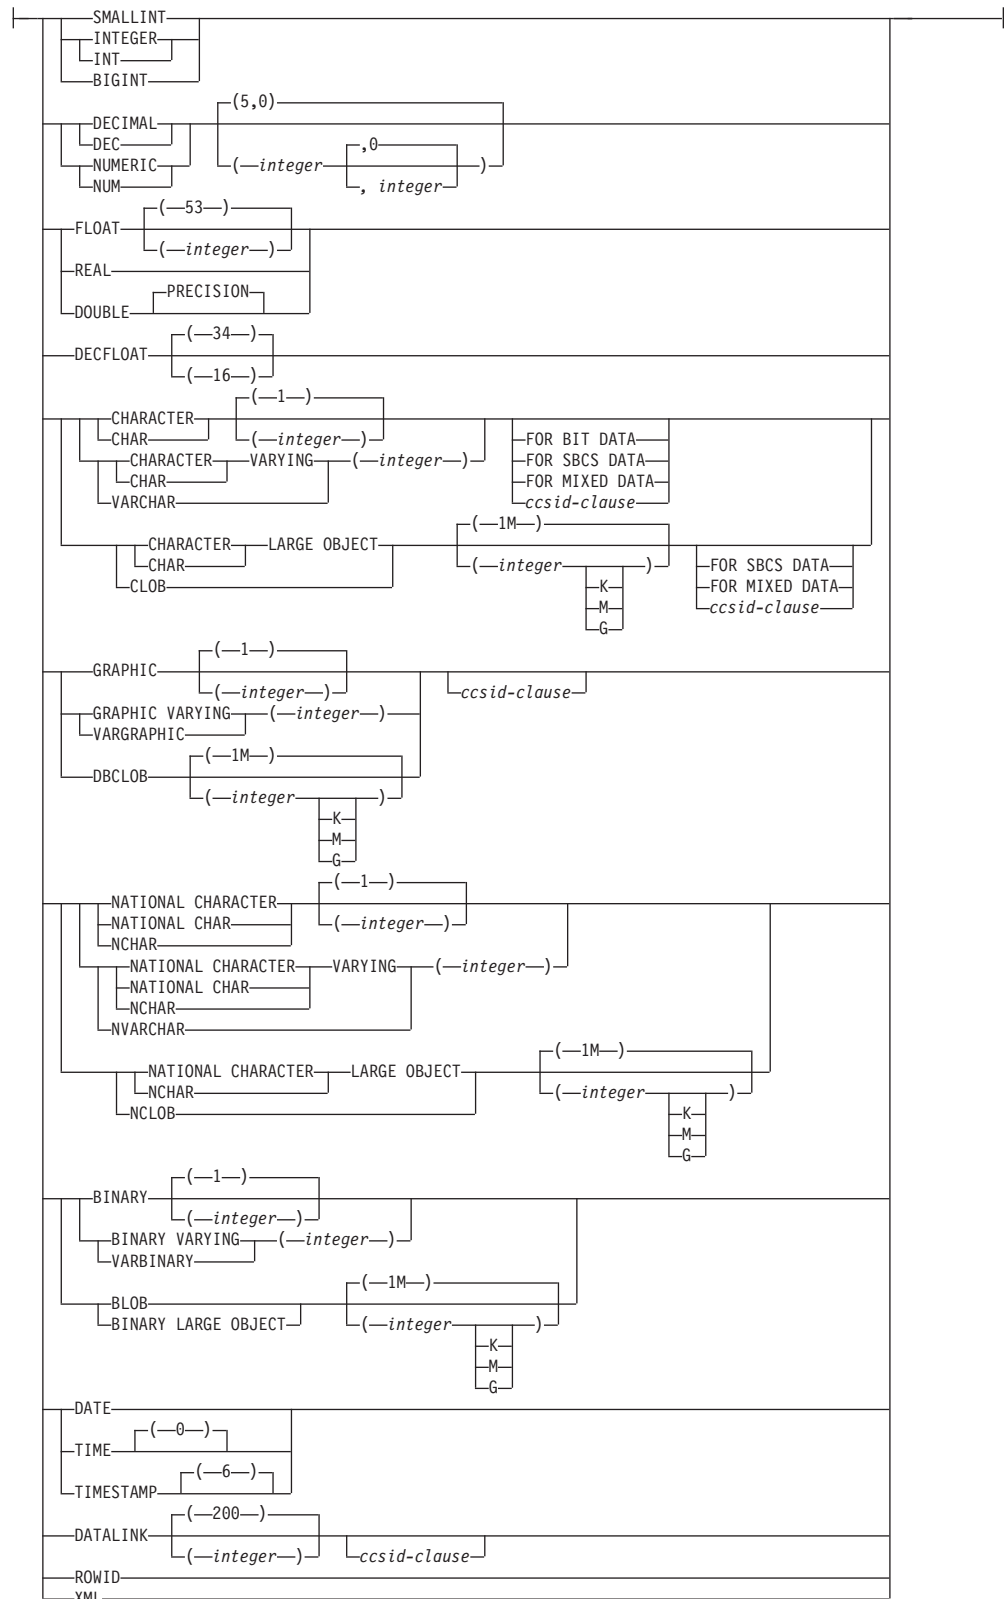 SMALLINT
INTEGER
INT
BIGINT
(5,0)
DECIMAL
DEC ,0
NUMERIC ( integer )
NUM , integer
( 53 )
FLOAT
( integer )
REAL
PRECISION
DOUBLE
( 34 )
DECFLOAT
( 16 )
( 1 )
CHARACTER
CHAR ( integer ) FOR BIT DATA
CHARACTER VARYING ( integer ) FOR SBCS DATA
CHAR FOR MIXED DATA
VARCHAR ccsid-clause
( 1M )
CHARACTER LARGE OBJECT
CHAR ( integer ) FOR SBCS DATA
CLOB K FOR MIXED DATA
M ccsid-clause
G
( 1 )
GRAPHIC
( integer ) ccsid-clause
GRAPHIC VARYING ( integer )
VARGRAPHIC
( 1M )
DBCLOB
( integer )
K
M
G
( 1 )
NATIONAL CHARACTER
NATIONAL CHAR ( integer )
NCHAR
NATIONAL CHARACTER VARYING ( integer )
NATIONAL CHAR
NCHAR
NVARCHAR
( 1M )
NATIONAL CHARACTER LARGE OBJECT
NCHAR ( integer )
NCLOB K
M
G
( 1 )
BINARY
( integer )
BINARY VARYING ( integer )
VARBINARY
( 1M )
BLOB
BINARY LARGE OBJECT ( integer )
K
M
G
DATE
( 0 )
TIME
( 6 )
TIMESTAMP
( 200 )
DATALINK
( integer ) ccsid-clause
ROWID
XML